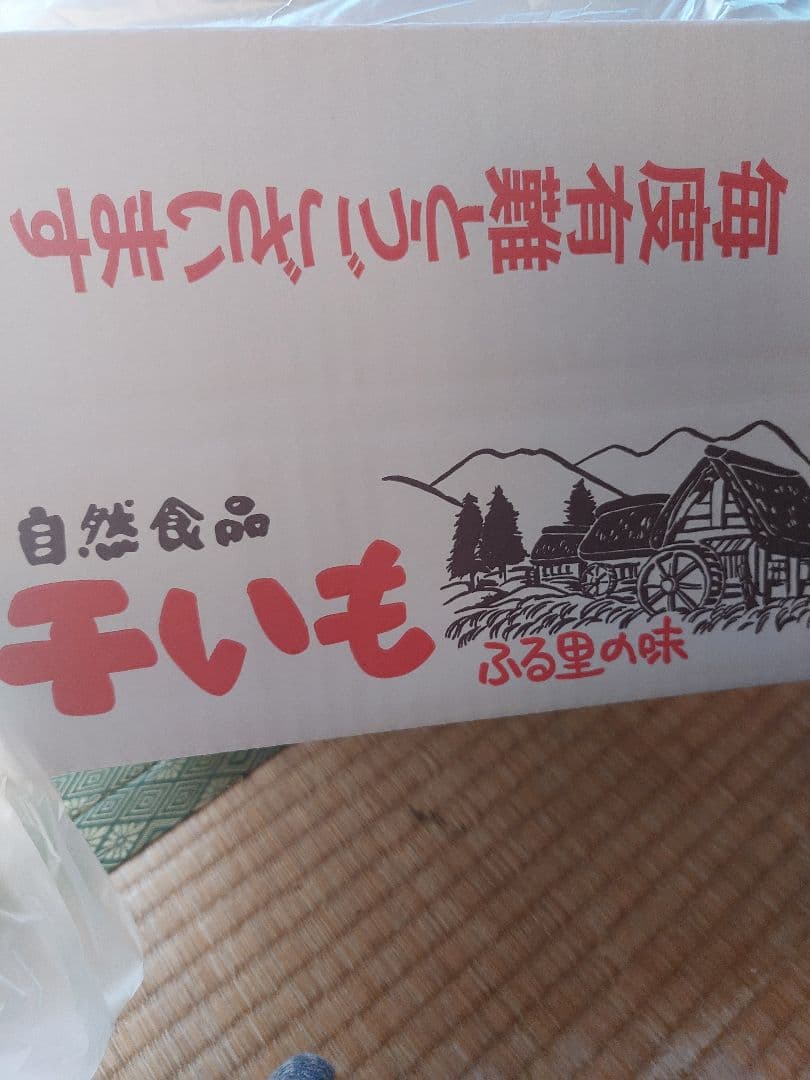 毎度有難とうございます
自然食品
干いも
ふる里の味